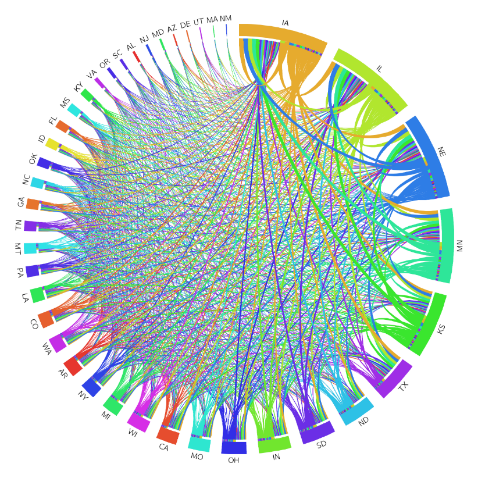 IA
IL
NE
MN
KS
TX
ND
SD
IN
OH
MO
CA
WI
MI
NY
AR
WA
CO
LA
PA
MT
TN
GA
NC
OK
ID
FL
MS
KY
VA
OR
SC
AL
NJ
MD
AZ
DE
UT
MA
NM